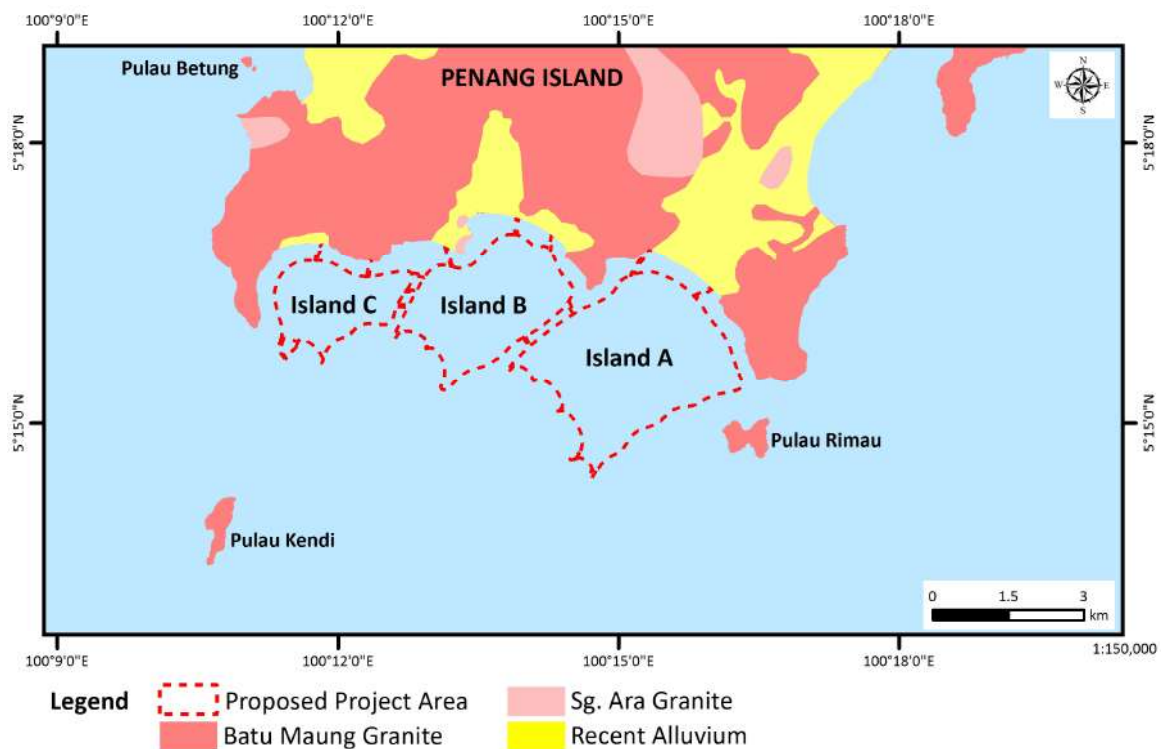 100°9'0"E 100°12'0"E 100°15'0"E 100°18'0"E
Pulau Betung
PENANG ISLAND
N
W E
S
5°18'0"N 5°18'0"N
Island C
Island B
Island A
5°15'0"N 5°15'0"N
Pulau Rimau
Pulau Kendi
0 1.5 3
km
100°9'0"E 100°12'0"E 100°15'0"E 100°18'0"E
1:150,000
Legend
Proposed Project Area
Sg. Ara Granite
Batu Maung Granite
Recent Alluvium